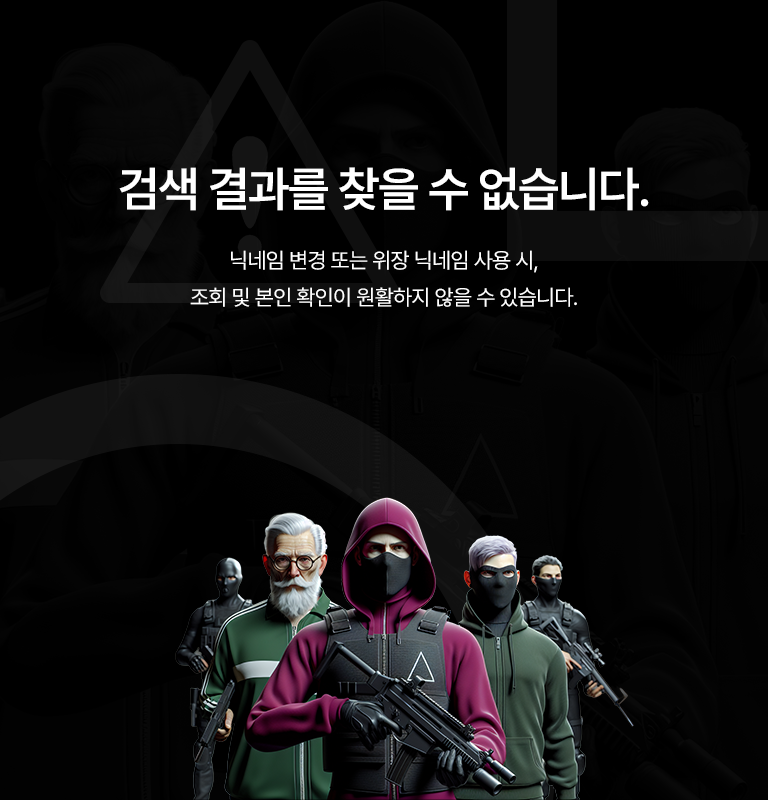 검색 결과를 찾을 수 없습니다.
닉네임 변경 또는 위장 닉네임 사용 시,
조회 및 본인 확인이 원활하지 않을 수 있습니다.